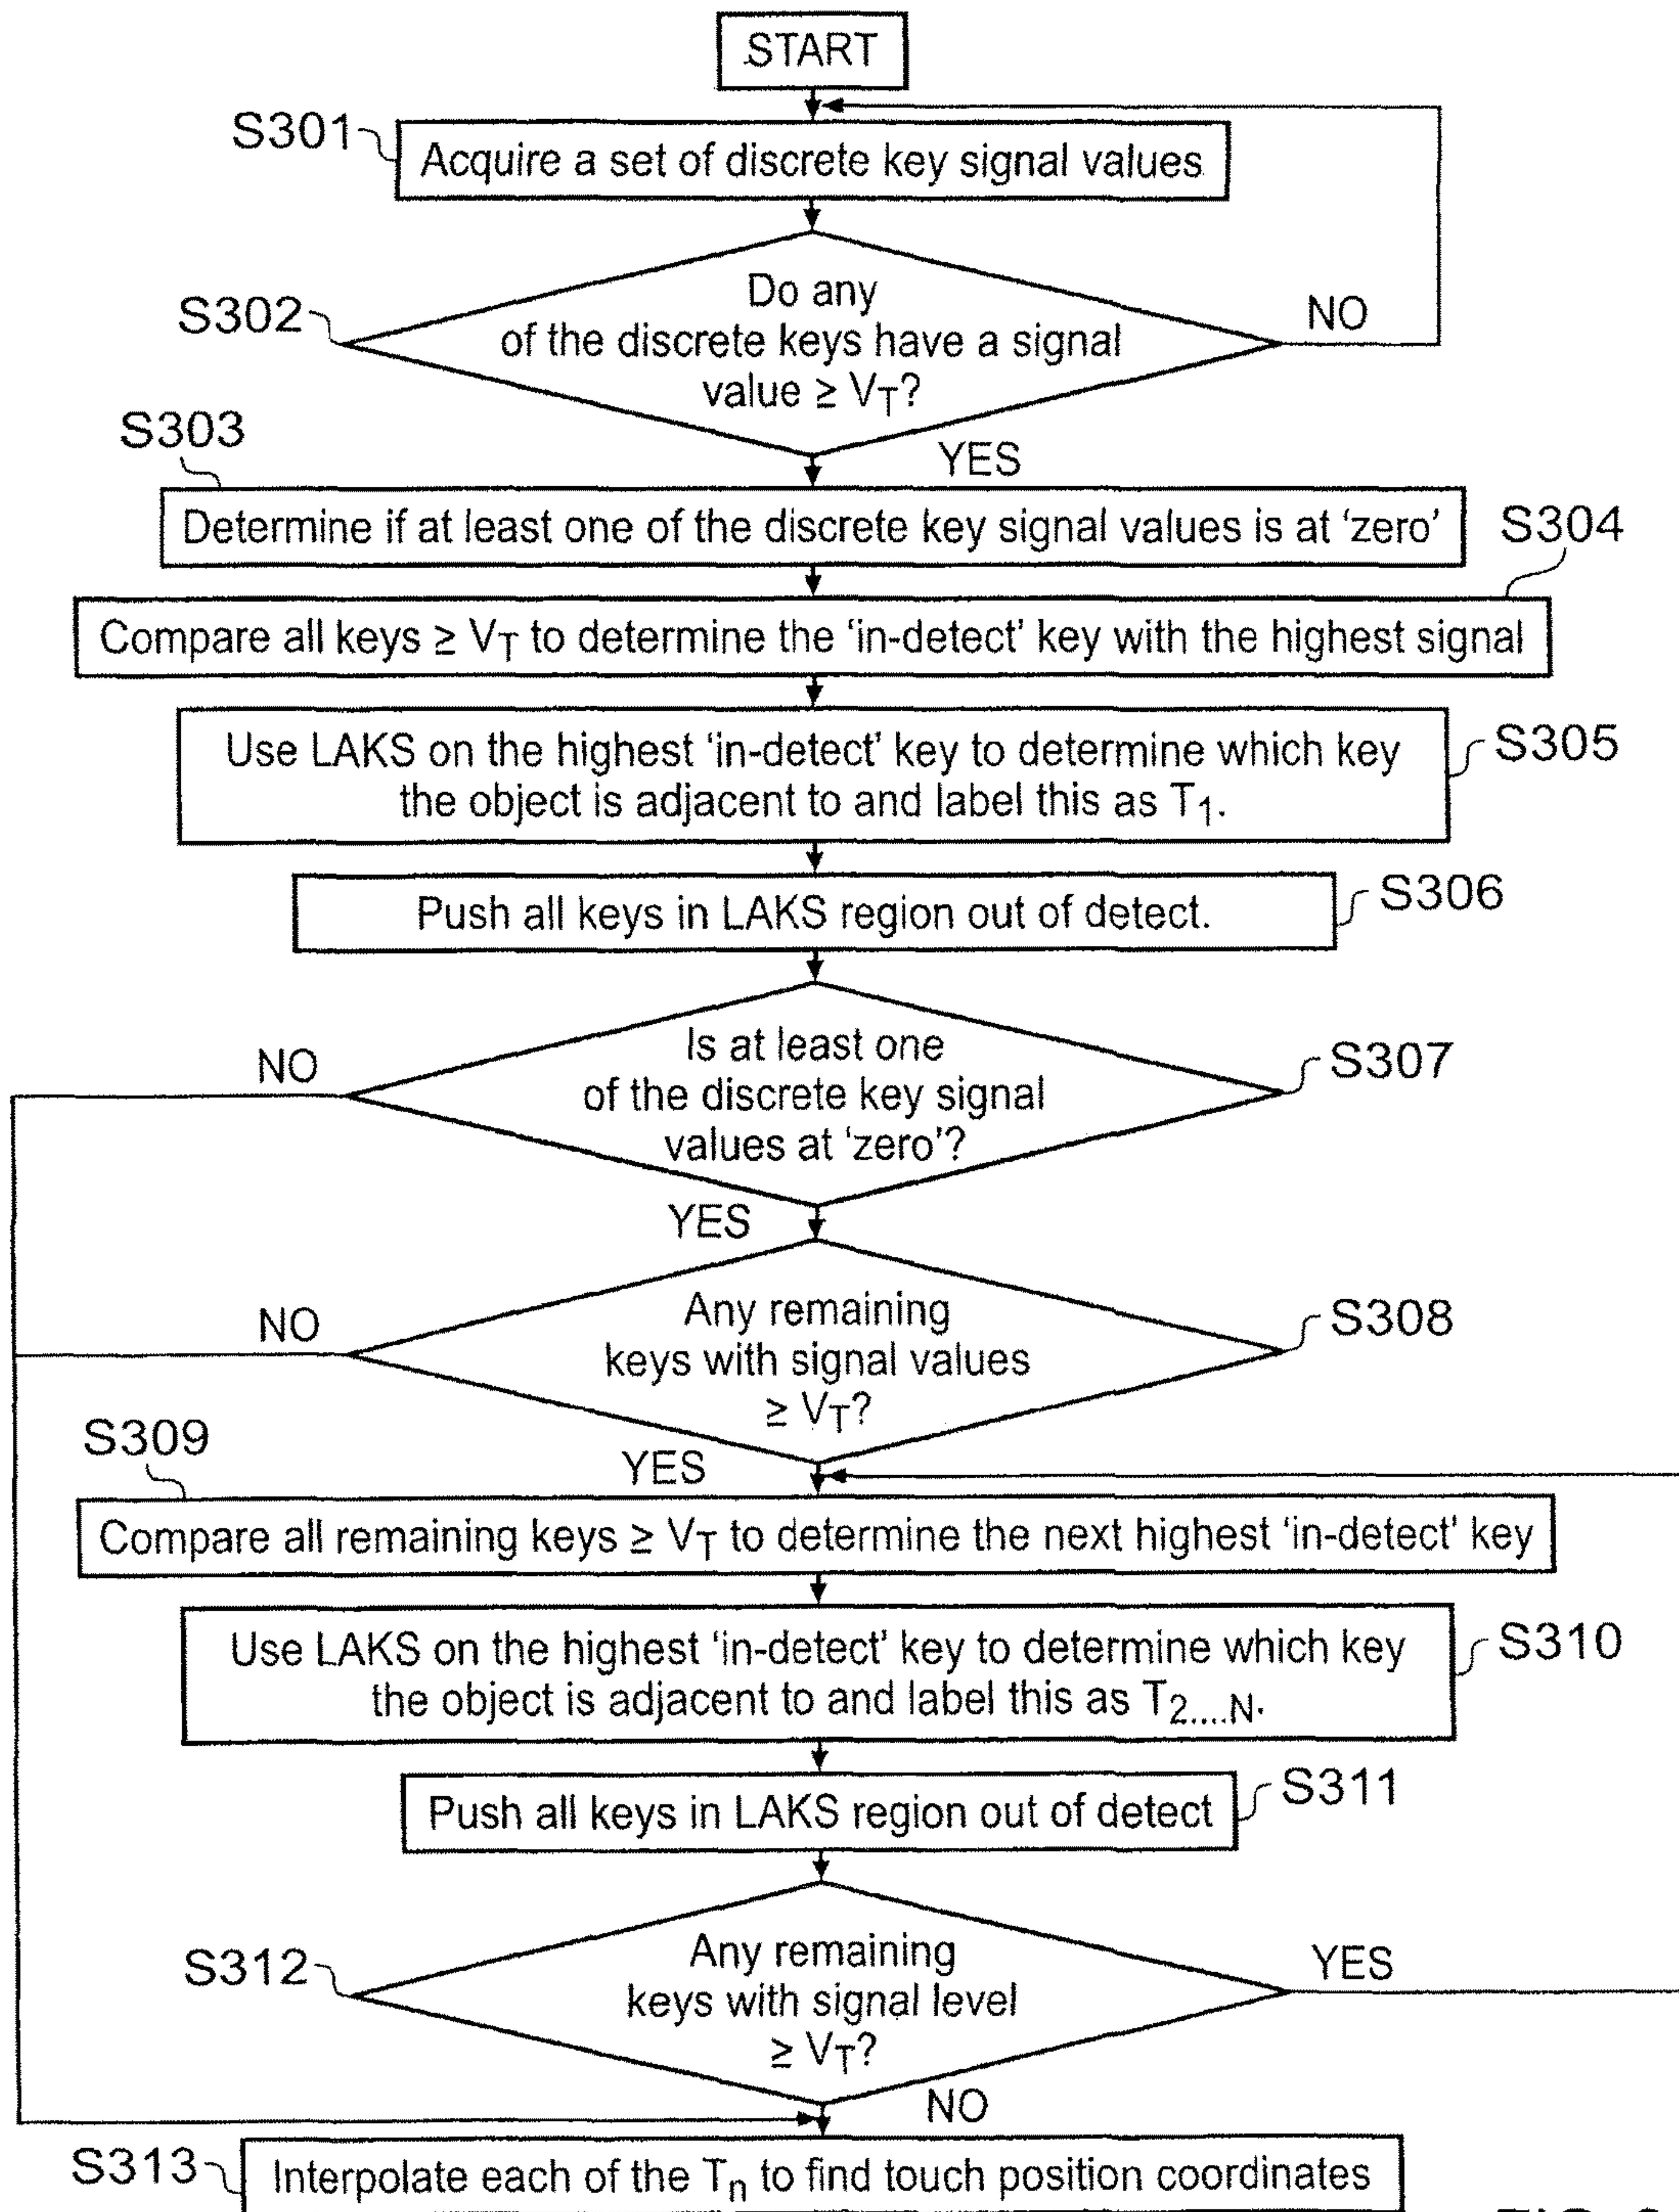 START
S301
Acquire a set of discrete key signal values
S302
Do any
of the discrete keys have a signal
value ≥ VT?
NO
YES
S303
Determine if at least one of the discrete key signal values is at ‘zero’
S304
Compare all keys ≥ VT to determine the ‘in-detect’ key with the highest signal
Use LAKS on the highest ‘in-detect’ key to determine which key
the object is adjacent to and label this as T1.
S305
Push all keys in LAKS region out of detect.
S306
Is at least one
of the discrete key signal
values at ‘zero’?
NO
S307
YES
Any remaining
keys with signal values
≥ VT?
NO
S308
YES
S309
Compare all remaining keys ≥ VT to determine the next highest ‘in-detect’ key
Use LAKS on the highest ‘in-detect’ key to determine which key
the object is adjacent to and label this as T2....N.
S310
Push all keys in LAKS region out of detect
S311
S312
Any remaining
keys with signal level
≥ VT?
YES
NO
S313
Interpolate each of the Tn to find touch position coordinates